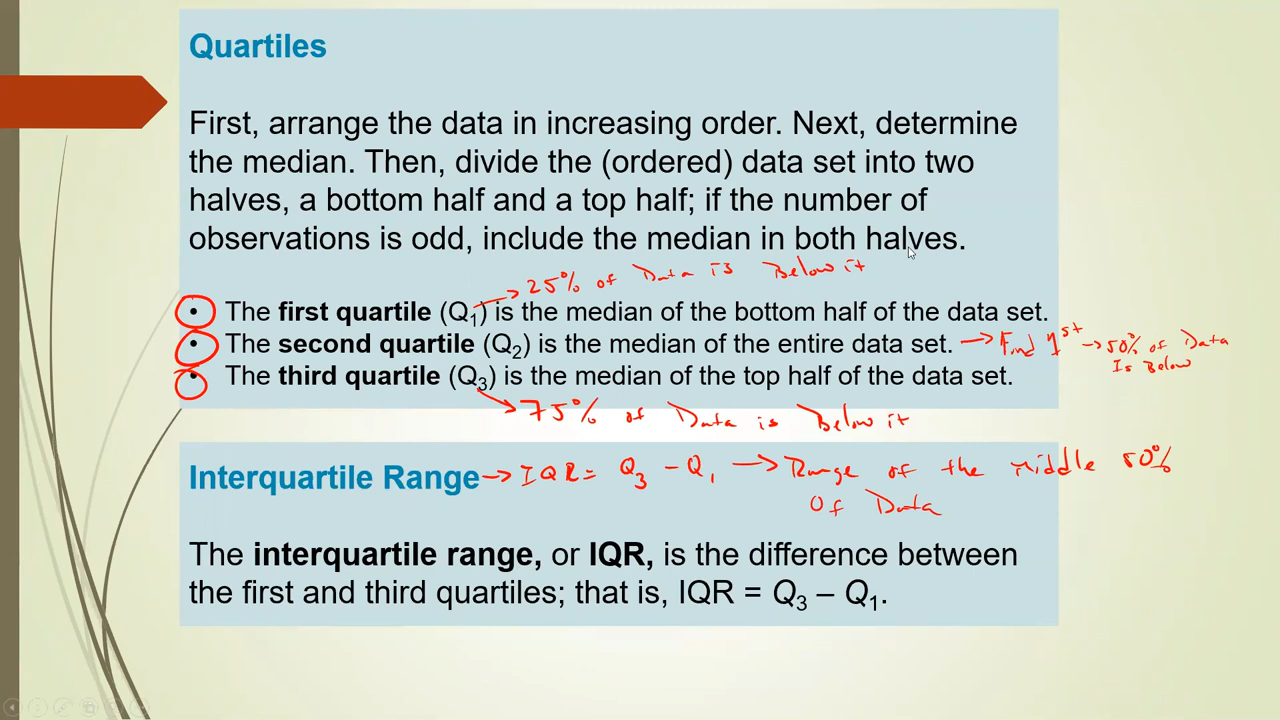 Quartiles
First, arrange the data in increasing order. Next, determine
the median. Then, divide the (ordered) data set into two
halves, a bottom half and a top half; if the number of
observations is odd, include the median in both halves.
→ 25% of Data is Below it
• The first quartile (Q1) is the median of the bottom half of the data set.
• The second quartile (Q2) is the median of the entire data set. → Find 1st → 50% of Data
Is Below
• The third quartile (Q3) is the median of the top half of the data set.
→ 75% of Data is Below it
Interquartile Range → IQR = Q3 - Q1 → Range of the middle 50%
Of Data
The interquartile range, or IQR, is the difference between
the first and third quartiles; that is, IQR = Q3 – Q1.